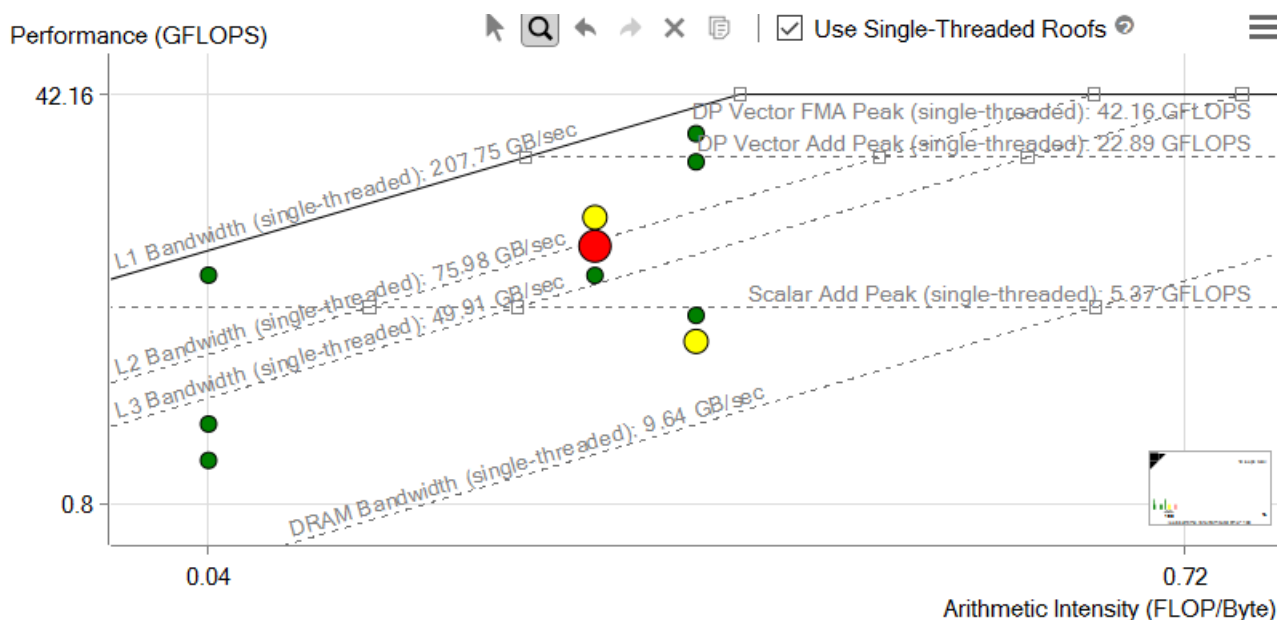 Performance (GFLOPS)
Use Single-Threaded Roofs
42.16
DP Vector FMA Peak (single-threaded): 42.16 GFLOPS
DP Vector Add Peak (single-threaded): 22.89 GFLOPS
L1 Bandwidth (single-threaded): 207.75 GB/sec
L2 Bandwidth (single-threaded): 75.98 GB/sec
Scalar Add Peak (single-threaded): 5.37 GFLOPS
L3 Bandwidth (single-threaded): 49.91 GB/sec
DRAM Bandwidth (single-threaded): 9.64 GB/sec
0.8
0.04
0.72
Arithmetic Intensity (FLOP/Byte)